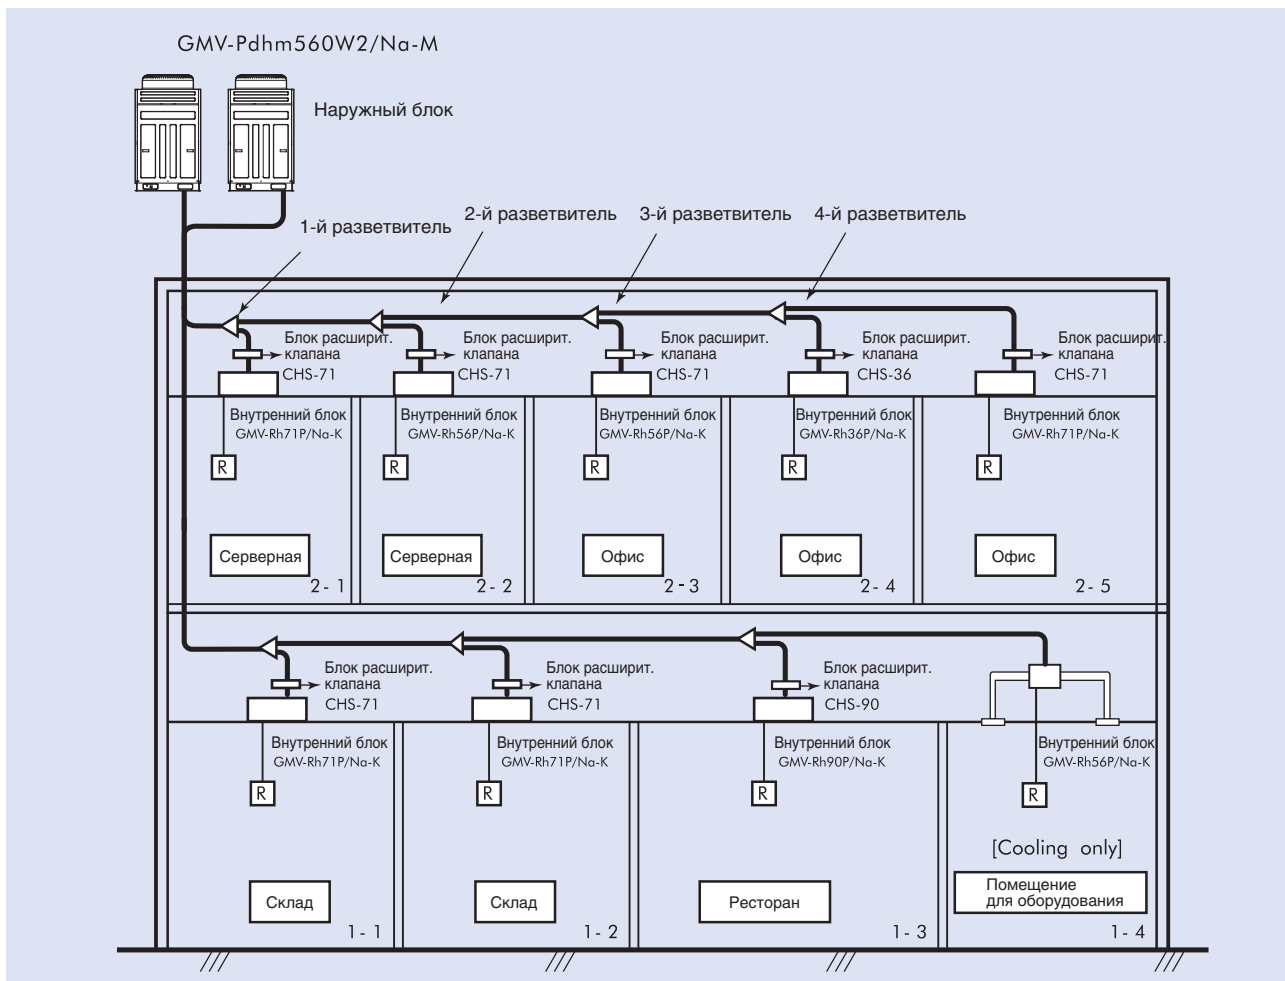 GMV-Pdhm560W2/Na-M
Наружный блок
1-й разветвитель
2-й разветвитель
3-й разветвитель
4-й разветвитель
Блок расширит.
клапана
CHS-71
Блок расширит.
клапана
CHS-71
Блок расширит.
клапана
CHS-71
Блок расширит.
клапана
CHS-36
Блок расширит.
клапана
CHS-71
Внутренний блок
GMV-Rh71P/Na-K
R
Серверная
2- 1
Внутренний блок
GMV-Rh56P/Na-K
R
Серверная
2- 2
Внутренний блок
GMV-Rh56P/Na-K
R
Офис
2-3
Внутренний блок
GMV-Rh36P/Na-K
R
Офис
2- 4
Внутренний блок
GMV-Rh71P/Na-K
R
Офис
2- 5
Блок расширит.
клапана
CHS-71
Блок расширит.
клапана
CHS-71
Блок расширит.
клапана
CHS-90
Внутренний блок
GMV-Rh71P/Na-K
R
Склад
1- 1
Внутренний блок
GMV-Rh71P/Na-K
R
Склад
1- 2
Внутренний блок
GMV-Rh90P/Na-K
R
Ресторан
1- 3
Внутренний блок
GMV-Rh56P/Na-K
R
[Cooling only]
Помещение
для оборудования
1- 4